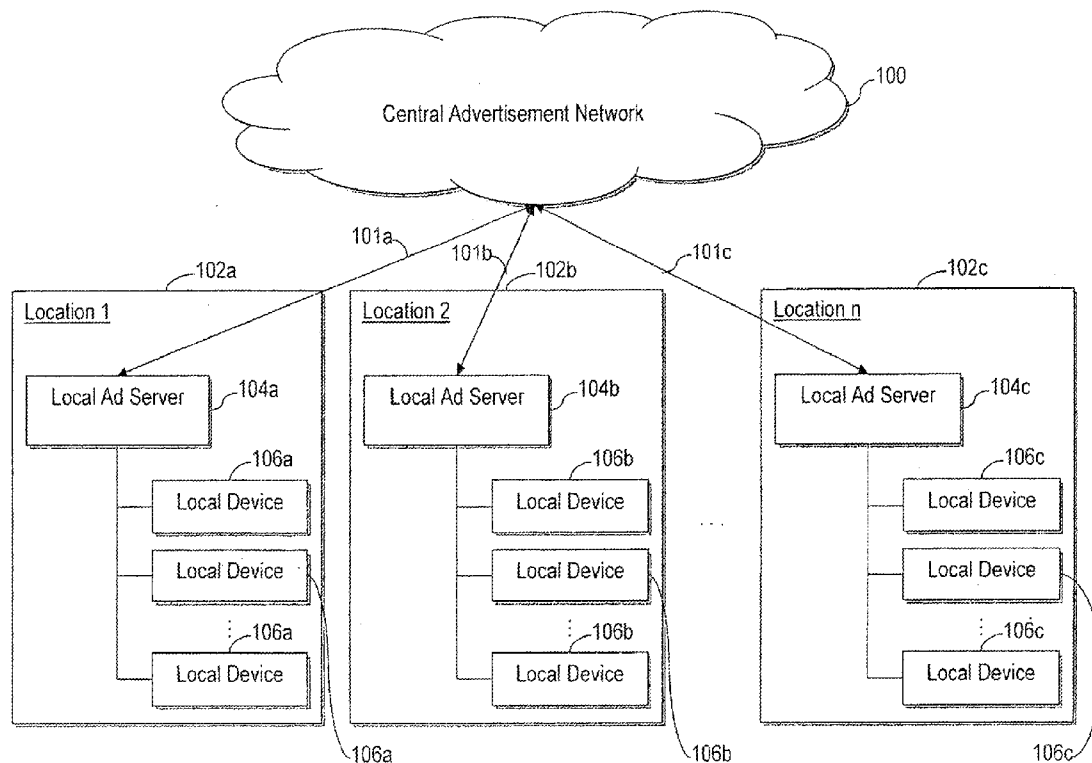 Central Advertisement Network
100
101a
101b
101c
102a
102b
102c
Location 1
Location 2
Location n
Local Ad Server
104a
Local Ad Server
104b
Local Ad Server
104c
106a
106b
106c
Local Device
Local Device
Local Device
...
Local Device
Local Device
Local Device
106a
106b
106c
Local Device
Local Device
Local Device
106a
106b
106c